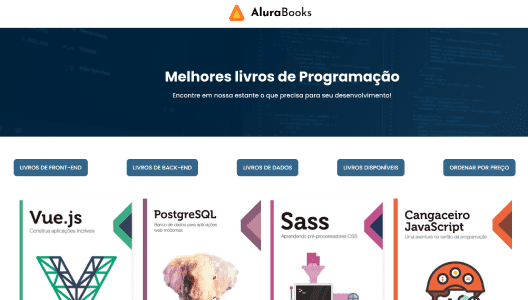 AluraBooks
Melhores livros de Programação
Encontre em nossa estante o que precisa para seu desenvolvimento!
LIVROS DE FRONT-END
LIVROS DE BACK-END
LIVROS DE DADOS
LIVROS DISPONÍVEIS
ORDENAR POR PREÇO
Vue.js
Construa aplicações incríveis
PostgreSQL
Banco de dados para aplicações
web modernas
Sass
Aprendendo pré-processadores CSS
Cangaceiro
JavaScript
Uma aventura no sertão da programação